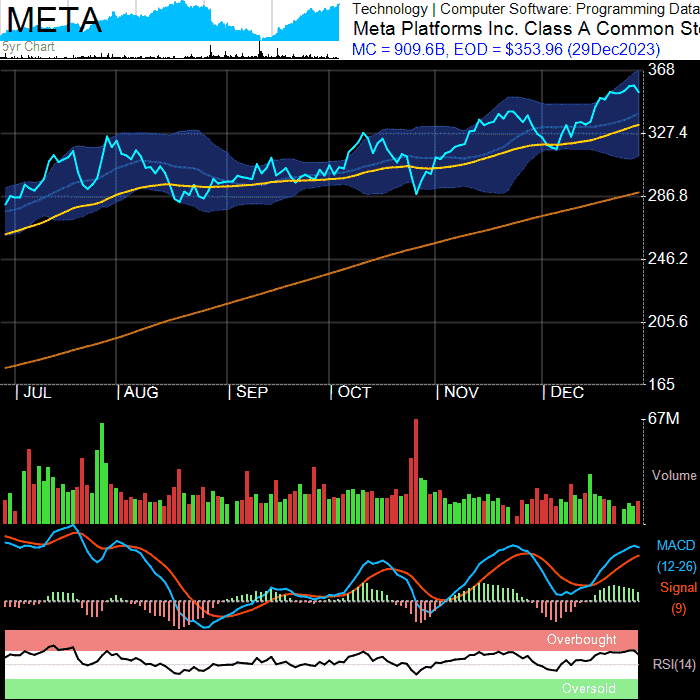 META
5yr Chart
Technology | Computer Software: Programming Data
Meta Platforms Inc. Class A Common Sto
MC = 909.6B, EOD = $353.96 (29Dec2023)
368
327.4
286.8
246.2
205.6
165
JUL AUG SEP OCT NOV DEC
67M
Volume
MACD
(12-26)
Signal
(9)
Overbought
RSI(14)
Oversold